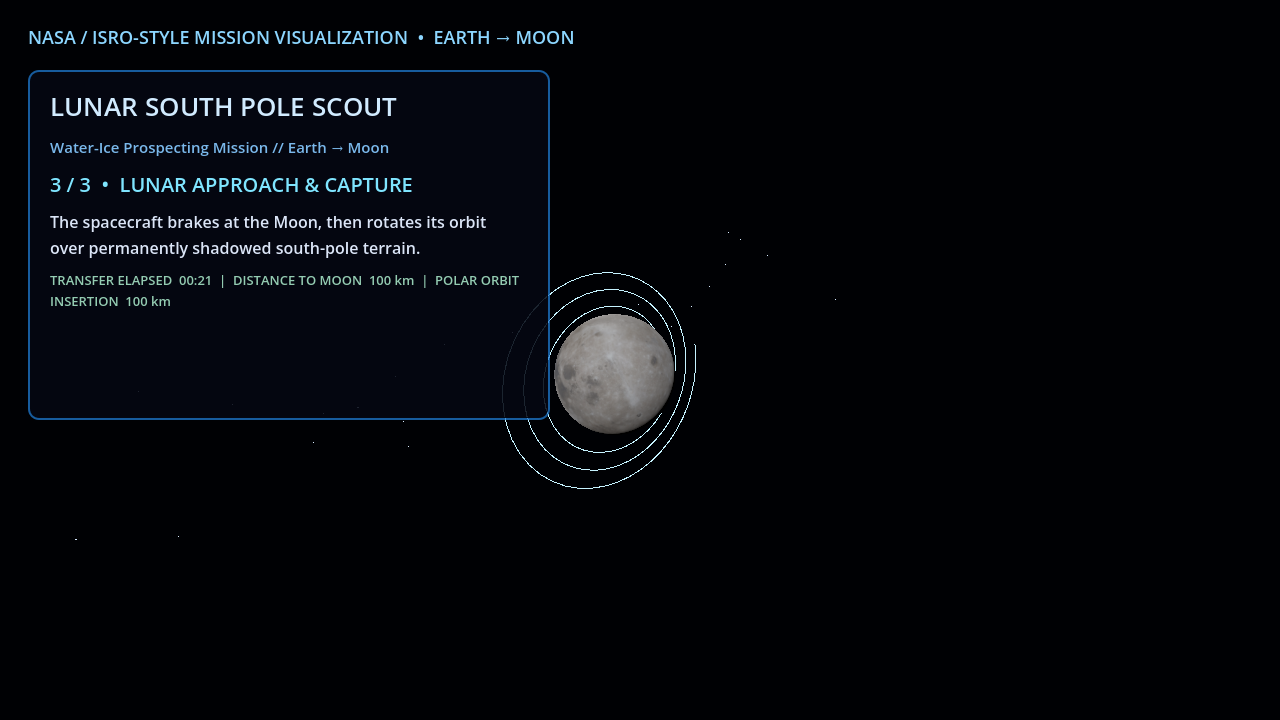 NASA / ISRO-STYLE MISSION VISUALIZATION • EARTH → MOON
LUNAR SOUTH POLE SCOUT
Water-Ice Prospecting Mission // Earth → Moon
3 / 3 • LUNAR APPROACH & CAPTURE
The spacecraft brakes at the Moon, then rotates its orbit
over permanently shadowed south-pole terrain.
TRANSFER ELAPSED 00:21 | DISTANCE TO MOON 100 km | POLAR ORBIT
INSERTION 100 km